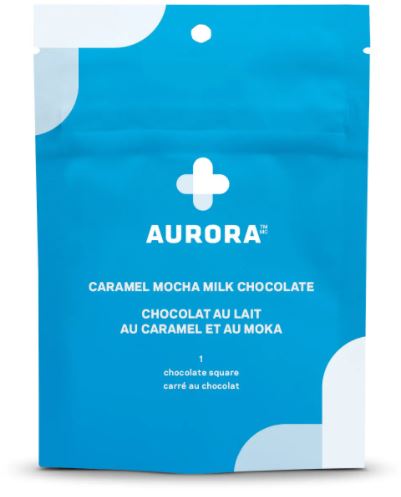 AURORA™ MC
CARAMEL MOCHA MILK CHOCOLATE
CHOCOLAT AU LAIT
AU CARAMEL ET AU MOKA
1
chocolate square
carré au chocolat